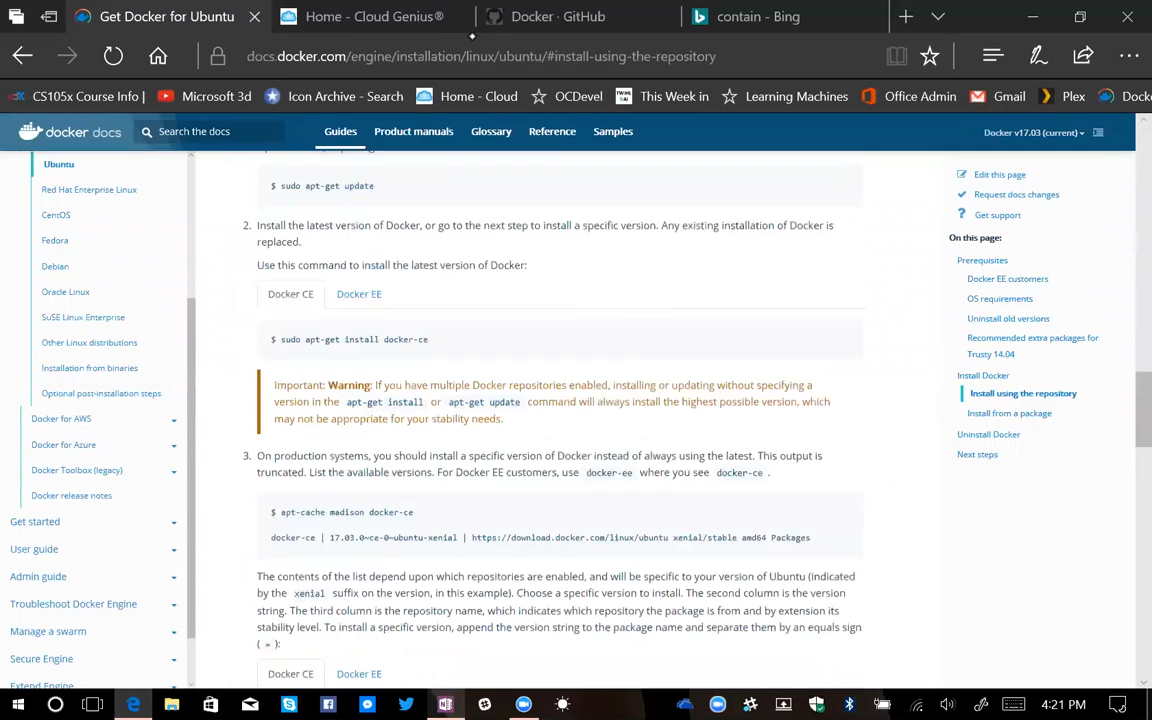 Get Docker for Ubuntu
Home - Cloud Genius®
Docker · GitHub
contain - Bing
docs.docker.com/engine/installation/linux/ubuntu/#install-using-the-repository
CS105x Course Info
Microsoft 3d
Icon Archive - Search
Home - Cloud
OCDevel
This Week in
Learning Machines
Office Admin
Gmail
Plex
Docke
docker docs
Search the docs
Guides
Product manuals
Glossary
Reference
Samples
Docker v17.03 (current)
Ubuntu
Red Hat Enterprise Linux
CentOS
Fedora
Debian
Oracle Linux
SuSE Linux Enterprise
Other Linux distributions
Installation from binaries
Optional post-installation steps
Docker for AWS
Docker for Azure
Docker Toolbox (legacy)
Docker release notes
Get started
User guide
Admin guide
Troubleshoot Docker Engine
Manage a swarm
Secure Engine
Extend Engine
$ sudo apt-get update
2. Install the latest version of Docker, or go to the next step to install a specific version. Any existing installation of Docker is
replaced.
Use this command to install the latest version of Docker:
Docker CE
Docker EE
$ sudo apt-get install docker-ce
Important: Warning: If you have multiple Docker repositories enabled, installing or updating without specifying a
version in the apt-get install or apt-get update command will always install the highest possible version, which
may not be appropriate for your stability needs.
3. On production systems, you should install a specific version of Docker instead of always using the latest. This output is
truncated. List the available versions. For Docker EE customers, use docker-ee where you see docker-ce .
$ apt-cache madison docker-ce
docker-ce | 17.03.0~ce-0~ubuntu-xenial | https://download.docker.com/linux/ubuntu xenial/stable amd64 Packages
The contents of the list depend upon which repositories are enabled, and will be specific to your version of Ubuntu (indicated
by the xenial suffix on the version, in this example). Choose a specific version to install. The second column is the version
string. The third column is the repository name, which indicates which repository the package is from and by extension its
stability level. To install a specific version, append the version string to the package name and separate them by an equals sign
( = ):
Docker CE
Docker EE
Edit this page
Request docs changes
Get support
On this page:
Prerequisites
Docker EE customers
OS requirements
Uninstall old versions
Recommended extra packages for
Trusty 14.04
Install Docker
Install using the repository
Install from a package
Uninstall Docker
Next steps
4:21 PM